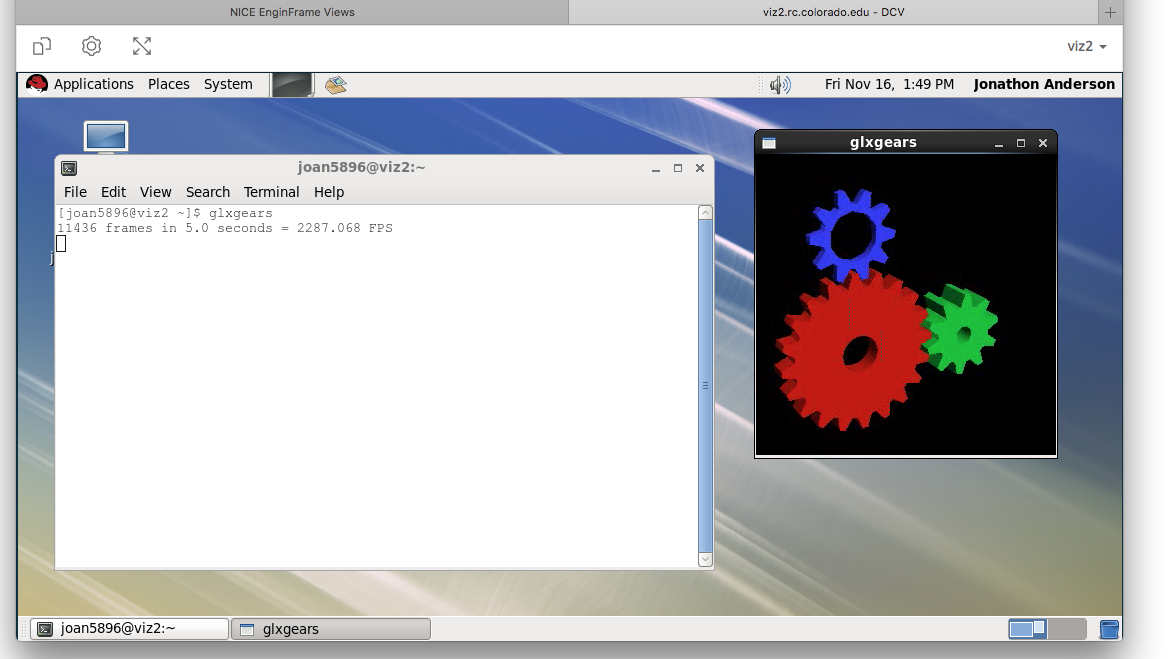 NICE EnginFrame Views
viz2.rc.colorado.edu - DCV
viz2
Applications Places System
Fri Nov 16, 1:49 PM Jonathon Anderson
joan5896@viz2:~
File Edit View Search Terminal Help
[joan5896@viz2 ~]$ glxgears
11436 frames in 5.0 seconds = 2287.068 FPS
j
glxgears
joan5896@viz2:~
glxgears